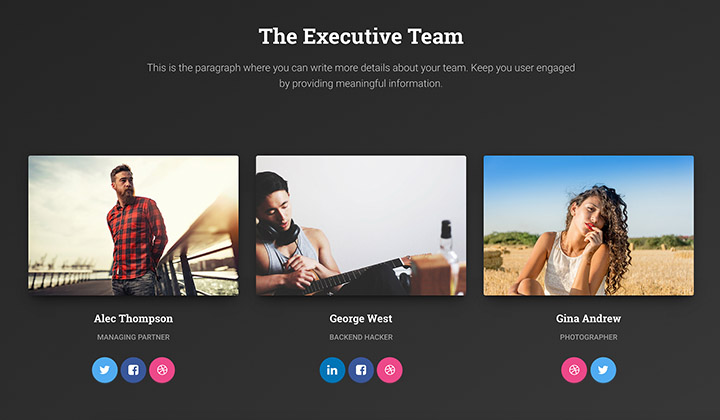 The Executive Team
This is the paragraph where you can write more details about your team. Keep you user engaged
by providing meaningful information.
Alec Thompson
George West
Gina Andrew
MANAGING PARTNER
BACKEND HACKER
PHOTOGRAPHER
in